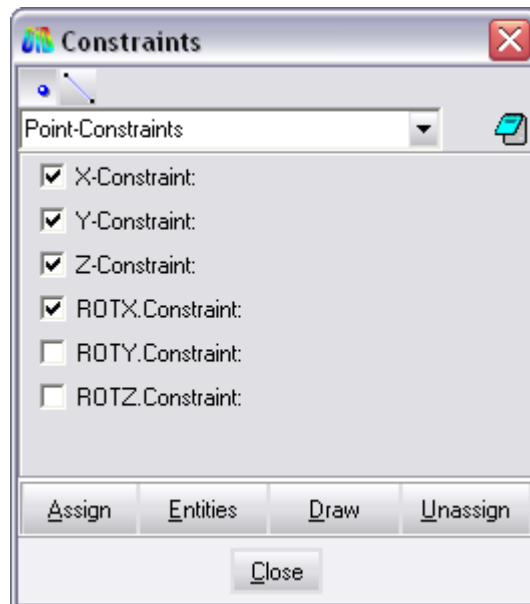 Constraints
Point-Constraints
X-Constraint:
Y-Constraint:
Z-Constraint:
ROTX.Constraint:
ROTY.Constraint:
ROTZ.Constraint:
Assign Entities Draw Unassign
Close